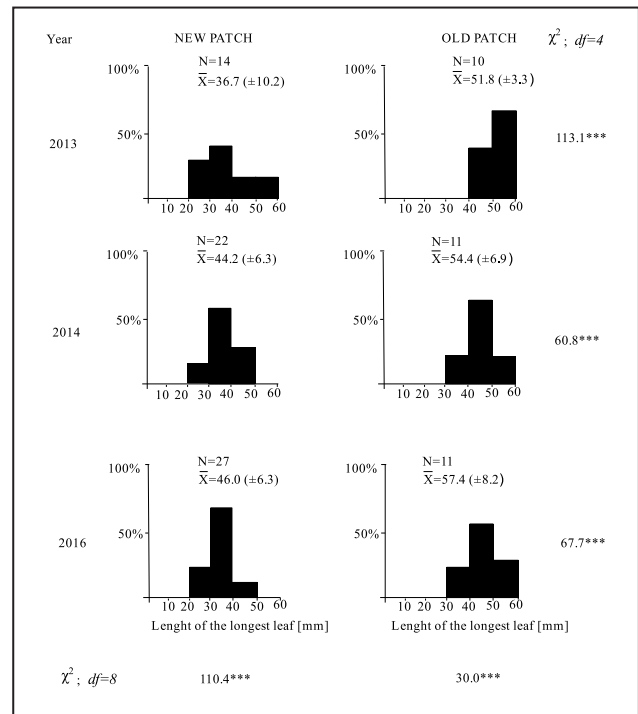 Year NEW PATCH OLD PATCH χ² ; df=4
N=14
X̅=36.7 (±10.2)
N=10
X̅=51.8 (±3.3)
100%
50%
10 20 30 40 50 60
100%
50%
10 20 30 40 50 60
2013
113.1***
N=22
X̅=44.2 (±6.3)
N=11
X̅=54.4 (±6.9)
100%
50%
10 20 30 40 50 60
100%
50%
10 20 30 40 50 60
2014
60.8***
N=27
X̅=46.0 (±6.3)
N=11
X̅=57.4 (±8.2)
100%
50%
10 20 30 40 50 60
100%
50%
10 20 30 40 50 60
2016
67.7***
Lenght of the longest leaf [mm]
Lenght of the longest leaf [mm]
χ² ; df=8 110.4*** 30.0***